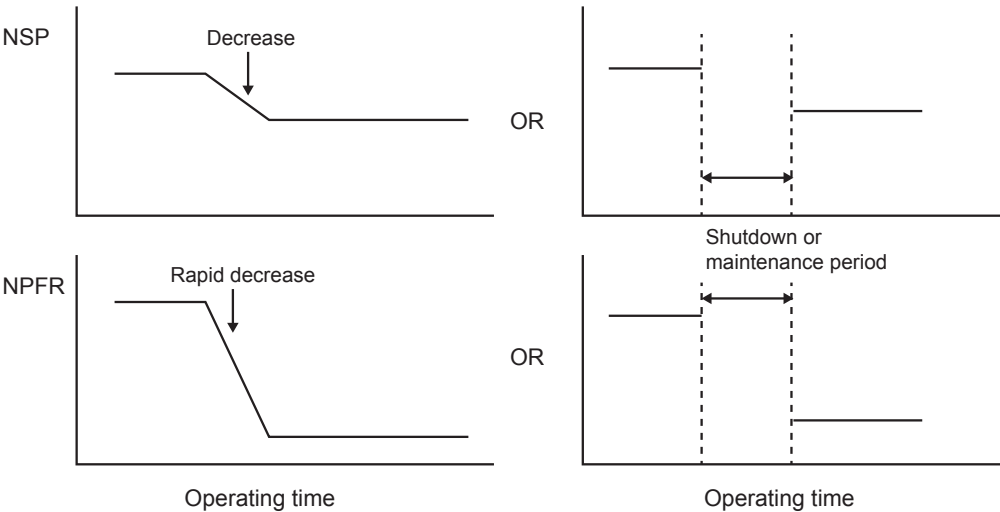 NSP
Decrease
OR
Shutdown or
maintenance period
NPFR
Rapid decrease
OR
Operating time
Operating time